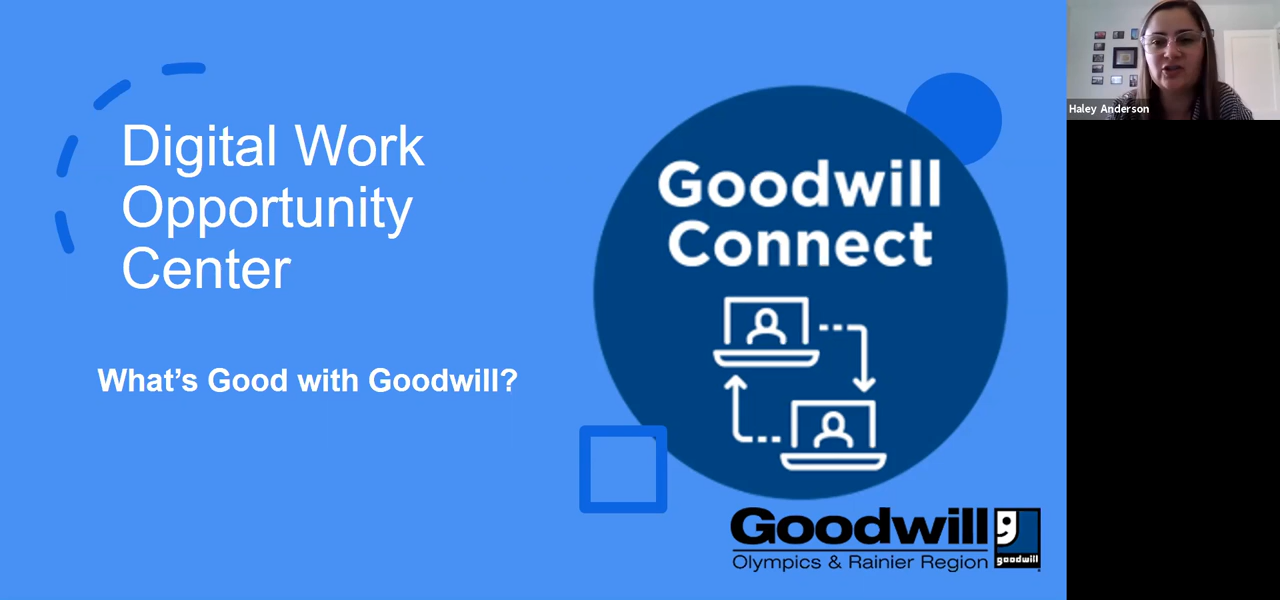 Digital Work
Opportunity
Center
What's Good with Goodwill?
Goodwill
Connect
Goodwill
Olympics & Rainier Region
goodwill
Haley Anderson